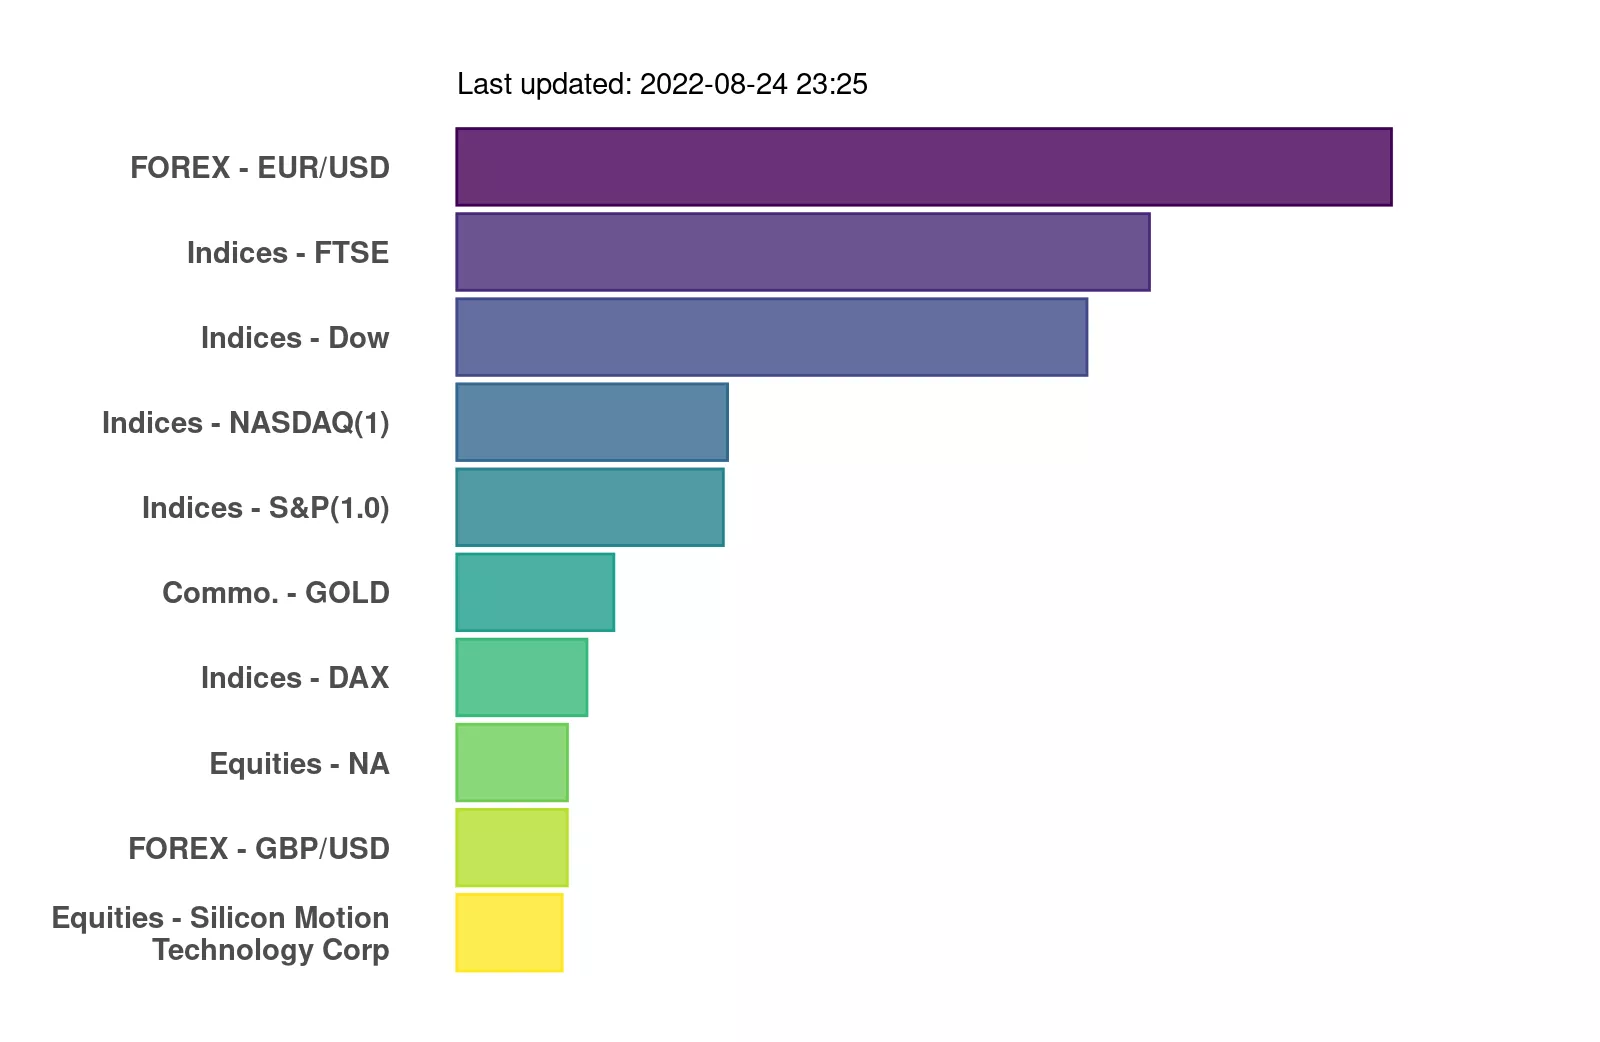 Last updated: 2022-08-24 23:25
FOREX - EUR/USD
Indices - FTSE
Indices - Dow
Indices - NASDAQ(1)
Indices - S&P(1.0)
Commo. - GOLD
Indices - DAX
Equities - NA
FOREX - GBP/USD
Equities - Silicon Motion
Technology Corp